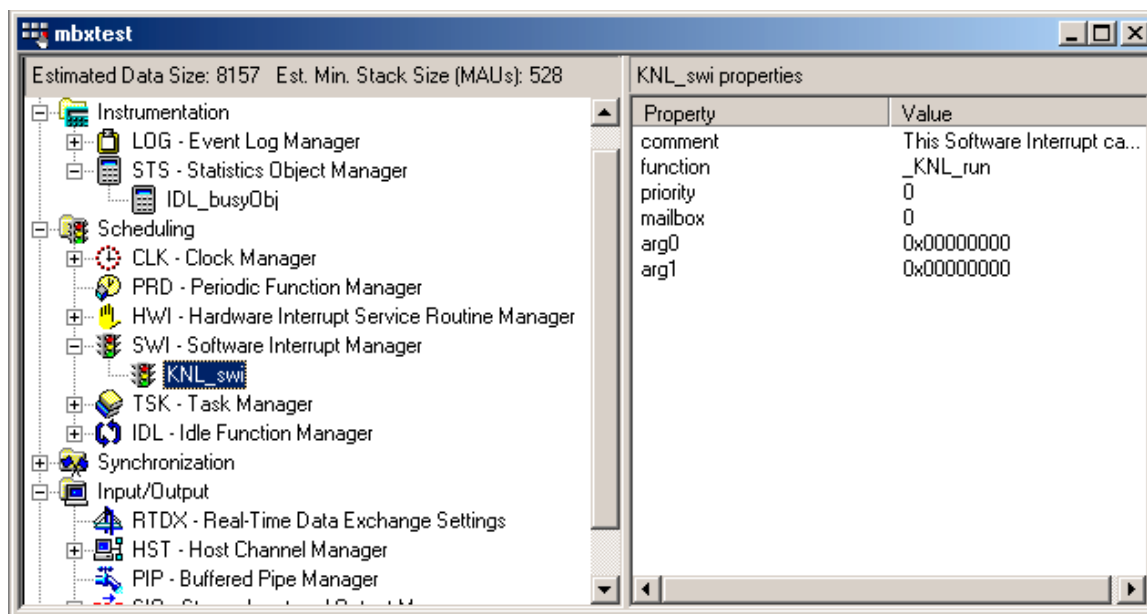 mbxtest
Estimated Data Size: 8157 Est. Min. Stack Size (MAUs): 528
Instrumentation
LOG - Event Log Manager
STS - Statistics Object Manager
IDL_busyObj
Scheduling
CLK - Clock Manager
PRD - Periodic Function Manager
HWI - Hardware Interrupt Service Routine Manager
SWI - Software Interrupt Manager
KNL_swi
TSK - Task Manager
IDL - Idle Function Manager
Synchronization
Input/Output
RTDX - Real-Time Data Exchange Settings
HST - Host Channel Manager
PIP - Buffered Pipe Manager
KNL_swi properties
Property Value
comment This Software Interrupt ca...
function _KNL_run
priority 0
mailbox 0
arg0 0x00000000
arg1 0x00000000